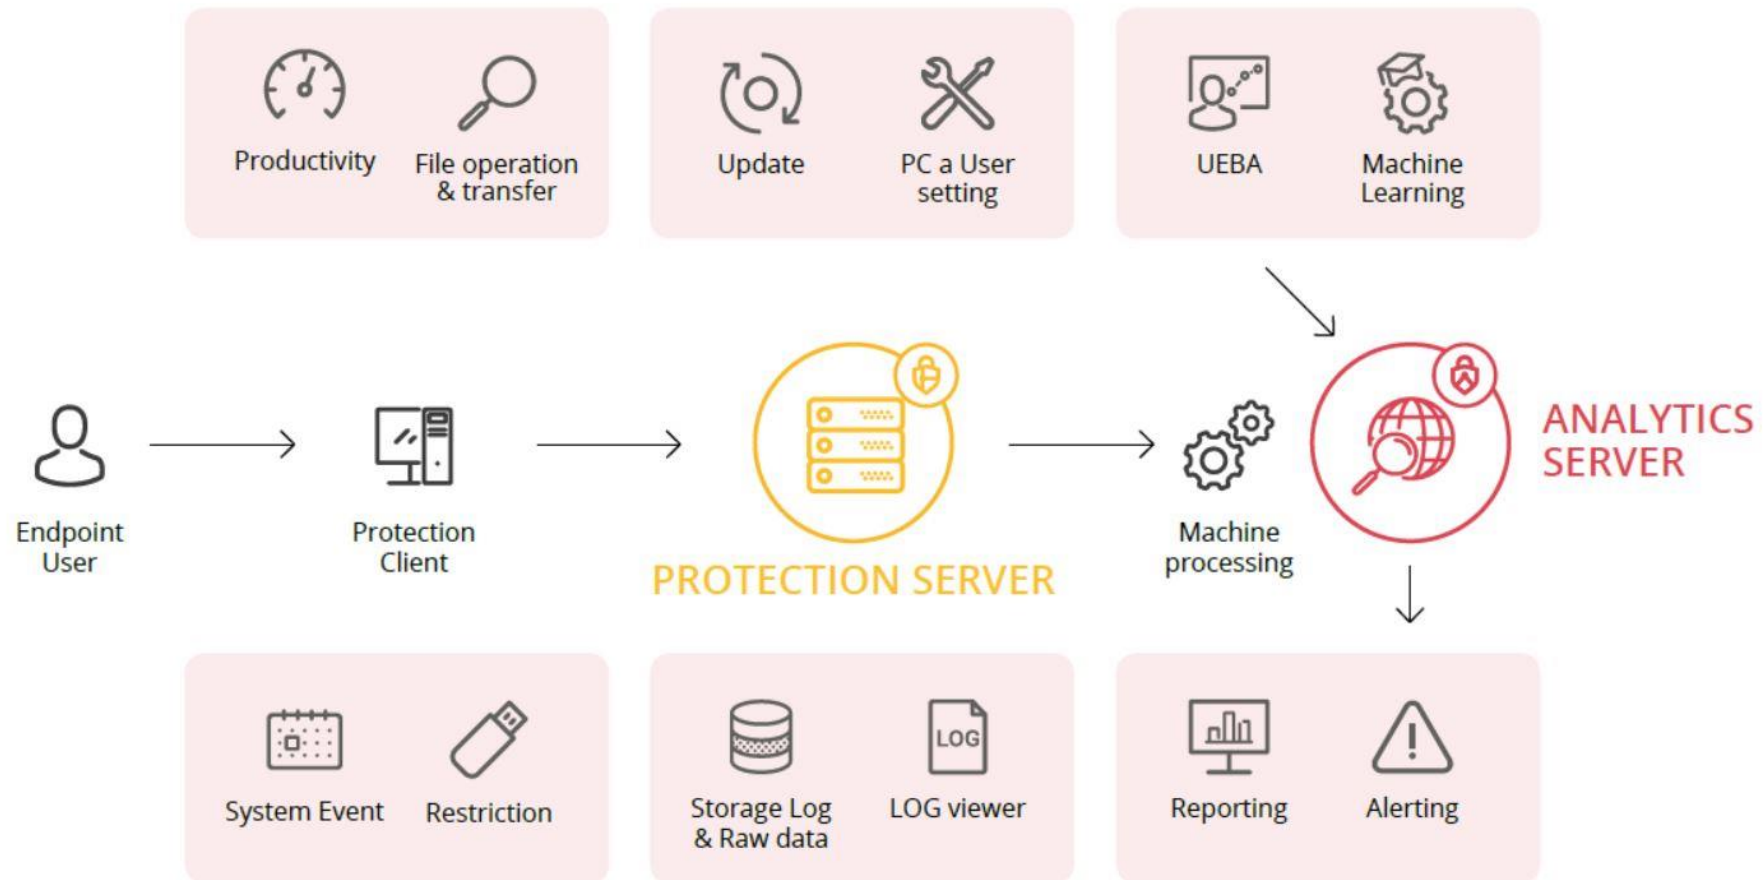 Productivity
File operation
& transfer
Update
PC a User
setting
UEBA
Machine
Learning
Endpoint
User
Protection
Client
PROTECTION SERVER
Machine
processing
ANALYTICS
SERVER
System Event
Restriction
Storage Log
& Raw data
LOG
LOG viewer
Reporting
Alerting